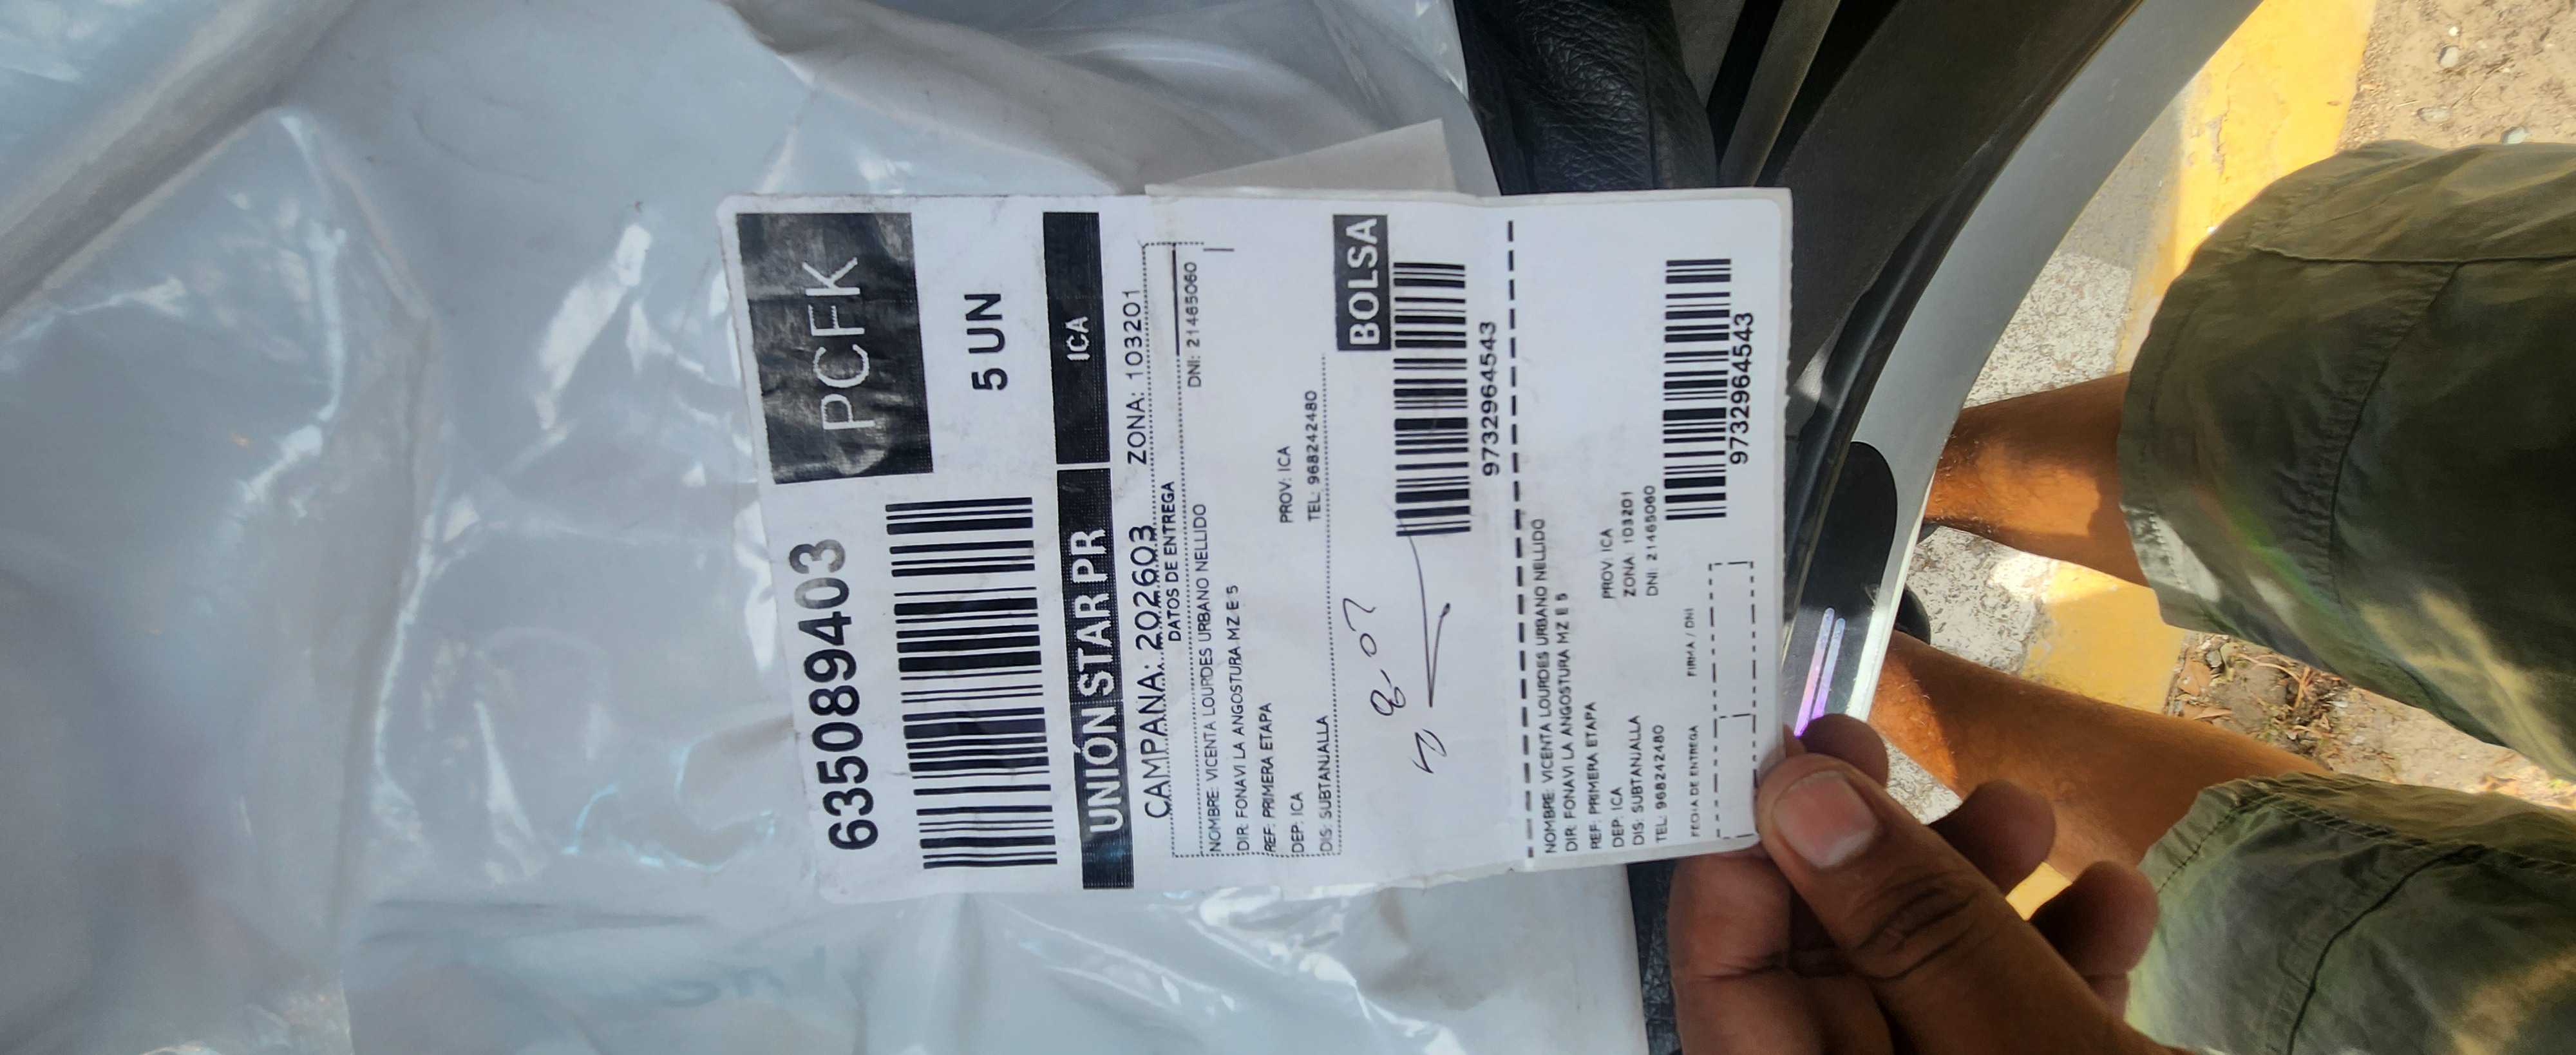 6350894403
PCFK
5 UN
UNIÓN STAR PR
ICA
CAMPAÑA: 202603 ZONA: 103201
DATOS DE ENTREGA
NOMBRE: VICENTA LOURDES URBANO NELLIDO DNI: 21465060
DIR: FONAVI LA ANGOSTURA MZ E 5
REF: PRIMERA ETAPA
DEP: ICA PROV: ICA
DIS: SUBTANJALLA TEL: 968242480
BOLSA
9732964543
NOMBRE: VICENTA LOURDES URBANO NELLIDO
DIR: FONAVI LA ANGOSTURA MZ E 5
REF: PRIMERA ETAPA
DEP: ICA PROV: ICA
DIS: SUBTANJALLA ZONA: 103201
TEL: 968242480 DNI: 21465060
FECHA DE ENTREGA FIRMA / DNI
9732964543